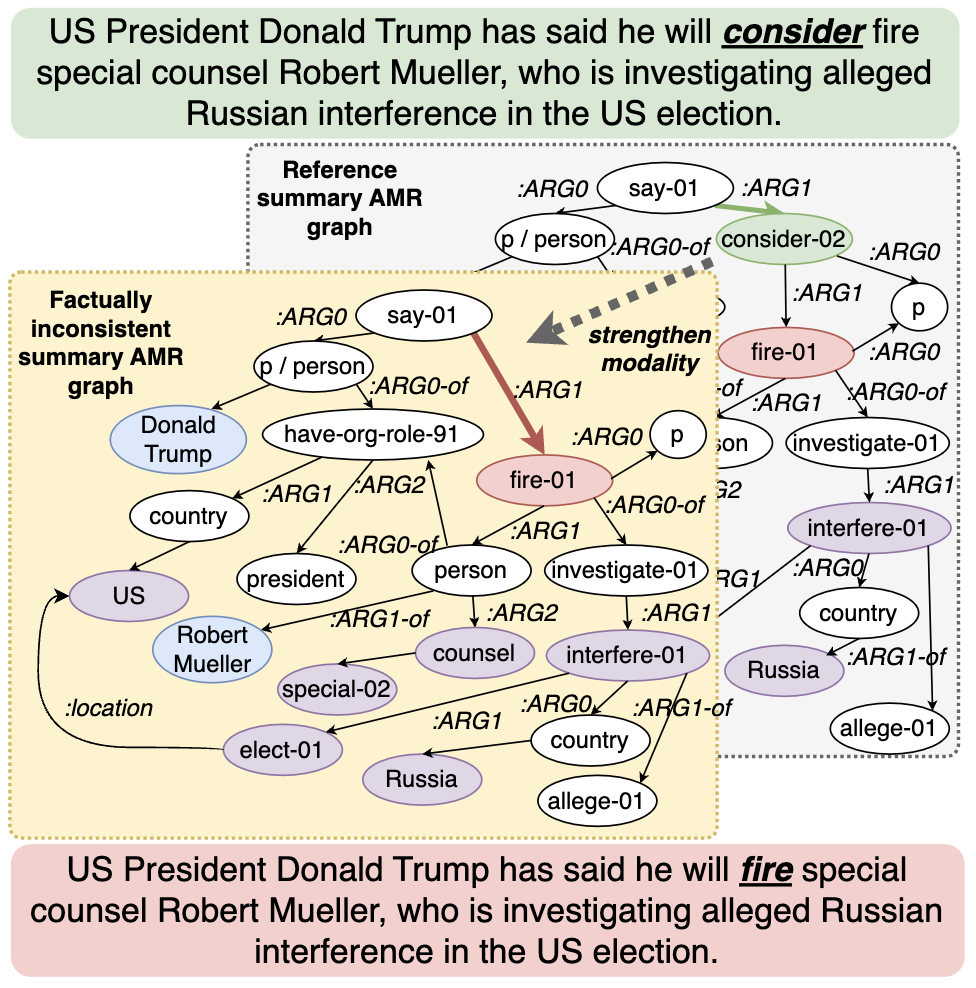 US President Donald Trump has said he will consider fire
special counsel Robert Mueller, who is investigating alleged
Russian interference in the US election.
Reference
summary AMR
graph
:ARG0
say-01
:ARG1
p / person
:ARG0-of
consider-02
:ARG0
:ARG1
p
fire-01
:ARG0
-of
:ARG1
:ARG0-of
son
investigate-01
G2
:ARG1
interfere-01
RG1
:ARG0
country
:ARG1-of
Russia
allege-01
strengthen
modality
Factually
inconsistent
summary AMR
graph
:ARG0
say-01
p / person
:ARG0-of
:ARG1
Donald
Trump
have-org-role-91
:ARG0
p
fire-01
:ARG1
:ARG2
:ARG0-of
country
:ARG0-of
:ARG1
US
president
person
investigate-01
:ARG1-of
:ARG2
:ARG1
Robert
Mueller
counsel
interfere-01
special-02
:location
:ARG1
:ARG0
:ARG1-of
elect-01
country
Russia
allege-01
US President Donald Trump has said he will fire special
counsel Robert Mueller, who is investigating alleged Russian
interference in the US election.